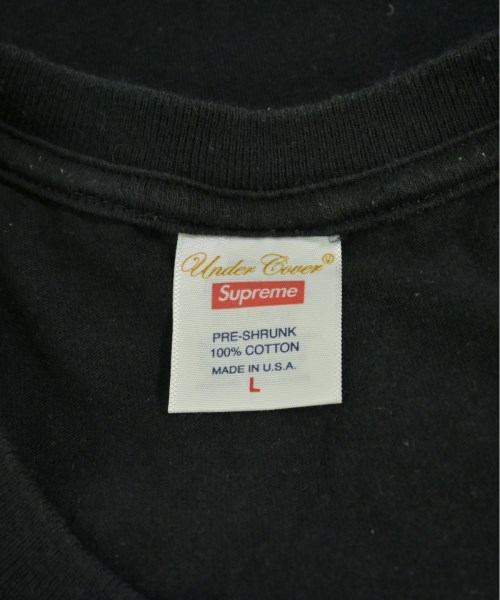 Under Cover
Supreme
PRE-SHRUNK
100% COTTON
MADE IN U.S.A.
L